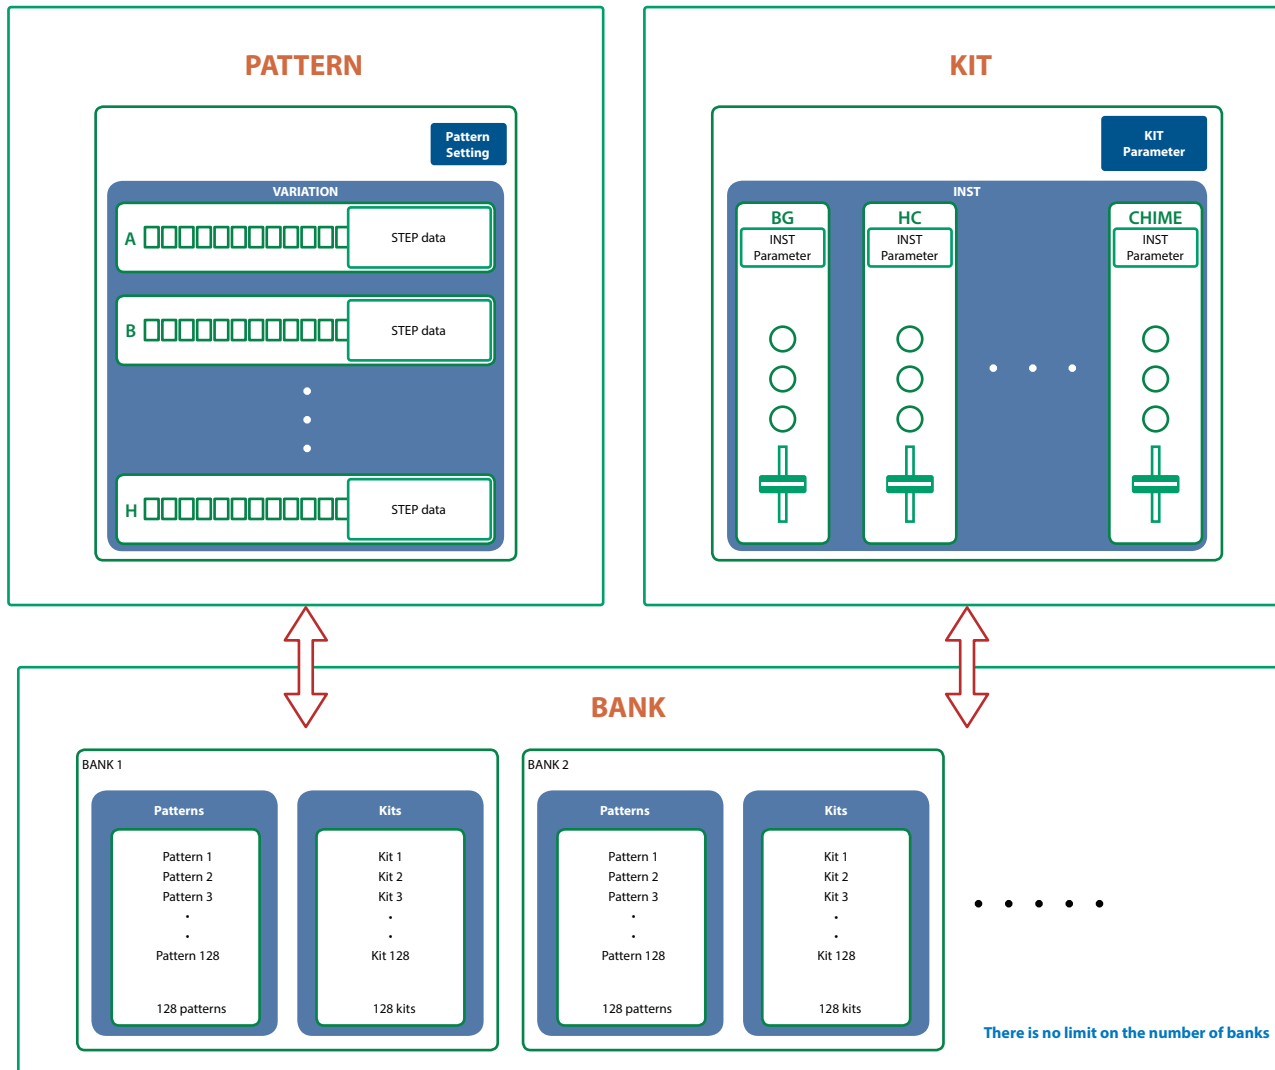 PATTERN
Pattern
Setting
VARIATION
A
STEP data
B
STEP data
H
STEP data
KIT
KIT
Parameter
INST
BG
INST
Parameter
HC
INST
Parameter
CHIME
INST
Parameter
BANK
BANK 1
Patterns
Pattern 1
Pattern 2
Pattern 3
Pattern 128
128 patterns
Kits
Kit 1
Kit 2
Kit 3
Kit 128
128 kits
BANK 2
Patterns
Pattern 1
Pattern 2
Pattern 3
Pattern 128
128 patterns
Kits
Kit 1
Kit 2
Kit 3
Kit 128
128 kits
There is no limit on the number of banks